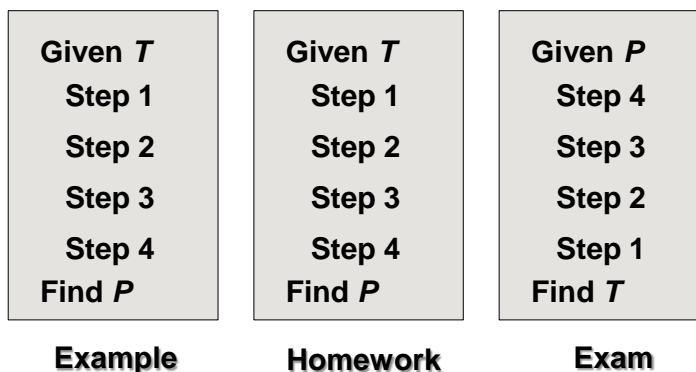 Given T
Step 1
Step 2
Step 3
Step 4
Find P
Example
Given T
Step 1
Step 2
Step 3
Step 4
Find P
Homework
Given P
Step 4
Step 3
Step 2
Step 1
Find T
Exam